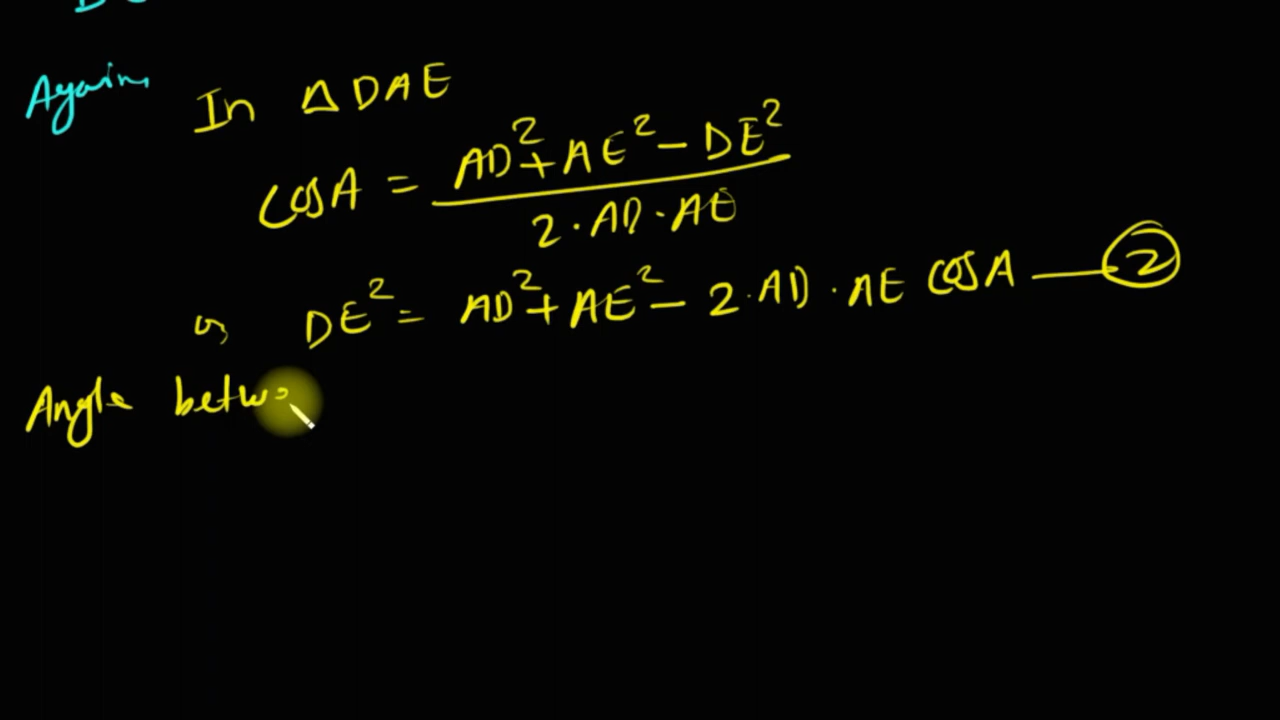 Again, In △DAE
CosA = (AD²+AE²−DE²)/(2·AD·AE)
or, DE² = AD²+AE²−2·AD·AE CosA —— ②
Angle betwe